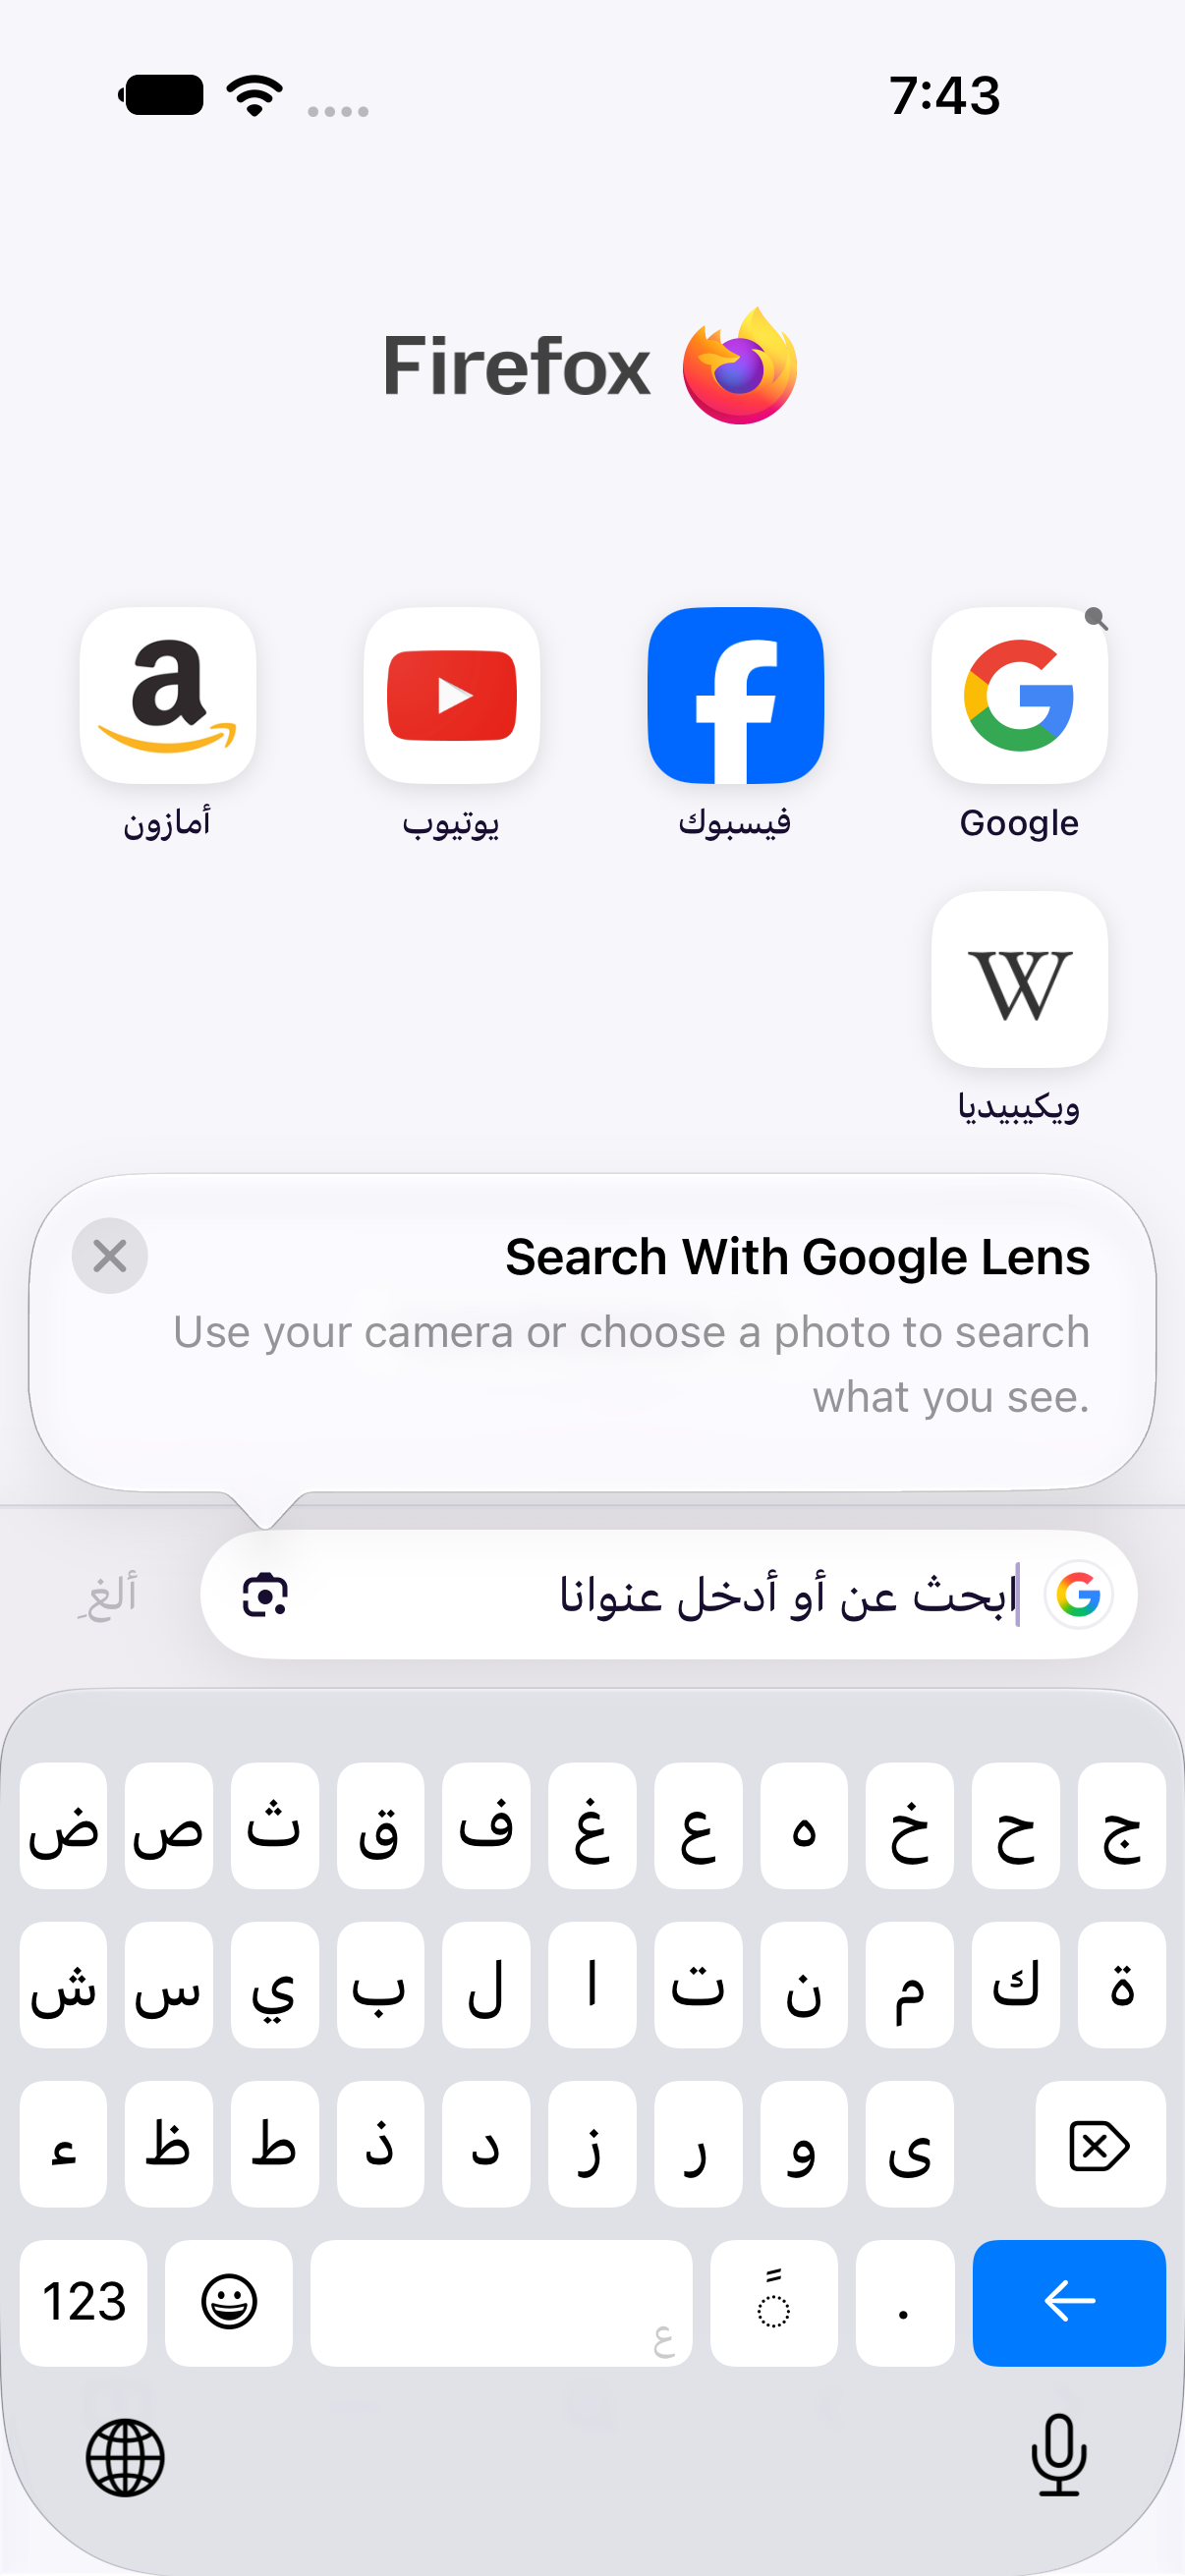 7:43
Firefox
Google
فيسبوك
يوتيوب
أمازون
ويكيبيديا
Search With Google Lens
Use your camera or choose a photo to search
what you see.
ابحث عن أو أدخل عنوانا
ألغِ
ض ص ث ق ف غ ع ه خ ح ج
ش س ي ب ل ا ت ن م ك ة
ء ظ ط ذ د ز ر و ى
123
ع
ً
.